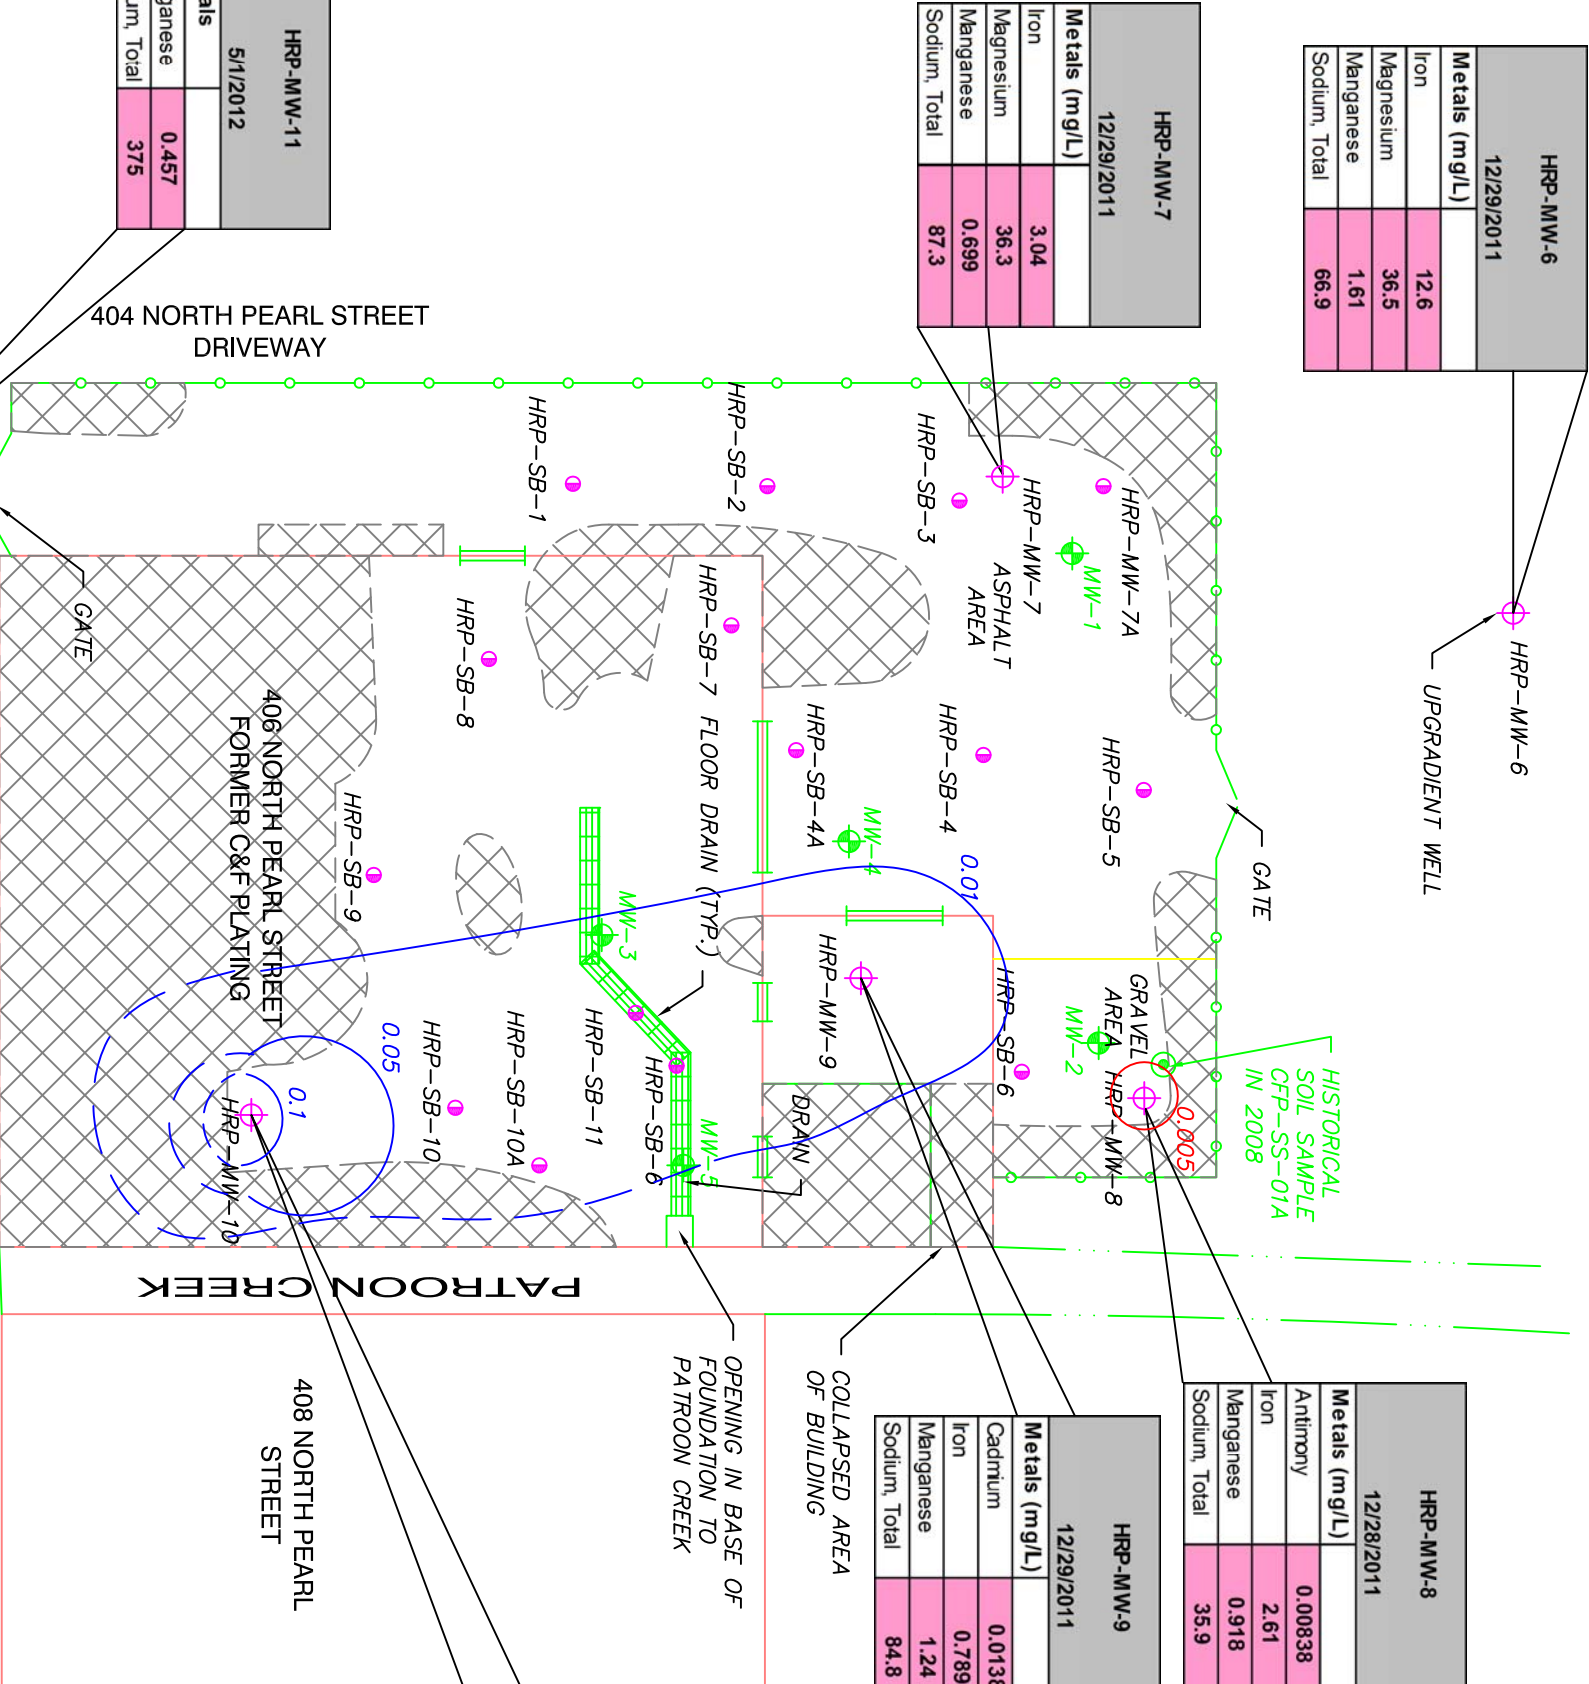 HRP-MW-6
12/29/2011
Metals (mg/L)
Iron 12.6
Magnesium 36.5
Manganese 1.61
Sodium, Total 66.9
HRP-MW-7
12/29/2011
Metals (mg/L)
Iron 3.04
Magnesium 36.3
Manganese 0.699
Sodium, Total 87.3
HRP-MW-11
5/1/2012
als
ganese 0.457
um, Total 375
HRP-MW-8
12/28/2011
Metals (mg/L)
Antimony 0.00838
Iron 2.61
Manganese 0.918
Sodium, Total 35.9
HRP-MW-9
12/29/2011
Metals (mg/L)
Cadmium 0.0138
Iron 0.789
Manganese 1.24
Sodium, Total 84.8
404 NORTH PEARL STREET
DRIVEWAY
HRP-MW-6
UPGRADIENT WELL
GATE
HRP-MW-7A
MW-1
HRP-MW-7
ASPHALT
AREA
HRP-SB-3
HRP-SB-2
HRP-SB-1
HRP-SB-5
HRP-SB-4
HRP-SB-4A
MW-4
0.01
HRP-SB-7
FLOOR DRAIN (TYP.)
HRP-SB-8
GATE
406 NORTH PEARL STREET
FORMER C&F PLATING
HRP-SB-9
MW-3
HRP-MW-9
HRP-SB-6
MW-2
GRAVEL
AREA
HRP-MW-8
0.005
HISTORICAL
SOIL SAMPLE
CFP-SS-01A
IN 2008
DRAIN
MW-5
HRP-SB-6
HRP-SB-11
HRP-SB-10A
HRP-SB-10
0.05
0.1
HRP-MW-10
PATROON CREEK
COLLAPSED AREA
OF BUILDING
OPENING IN BASE OF
FOUNDATION TO
PATROON CREEK
408 NORTH PEARL
STREET